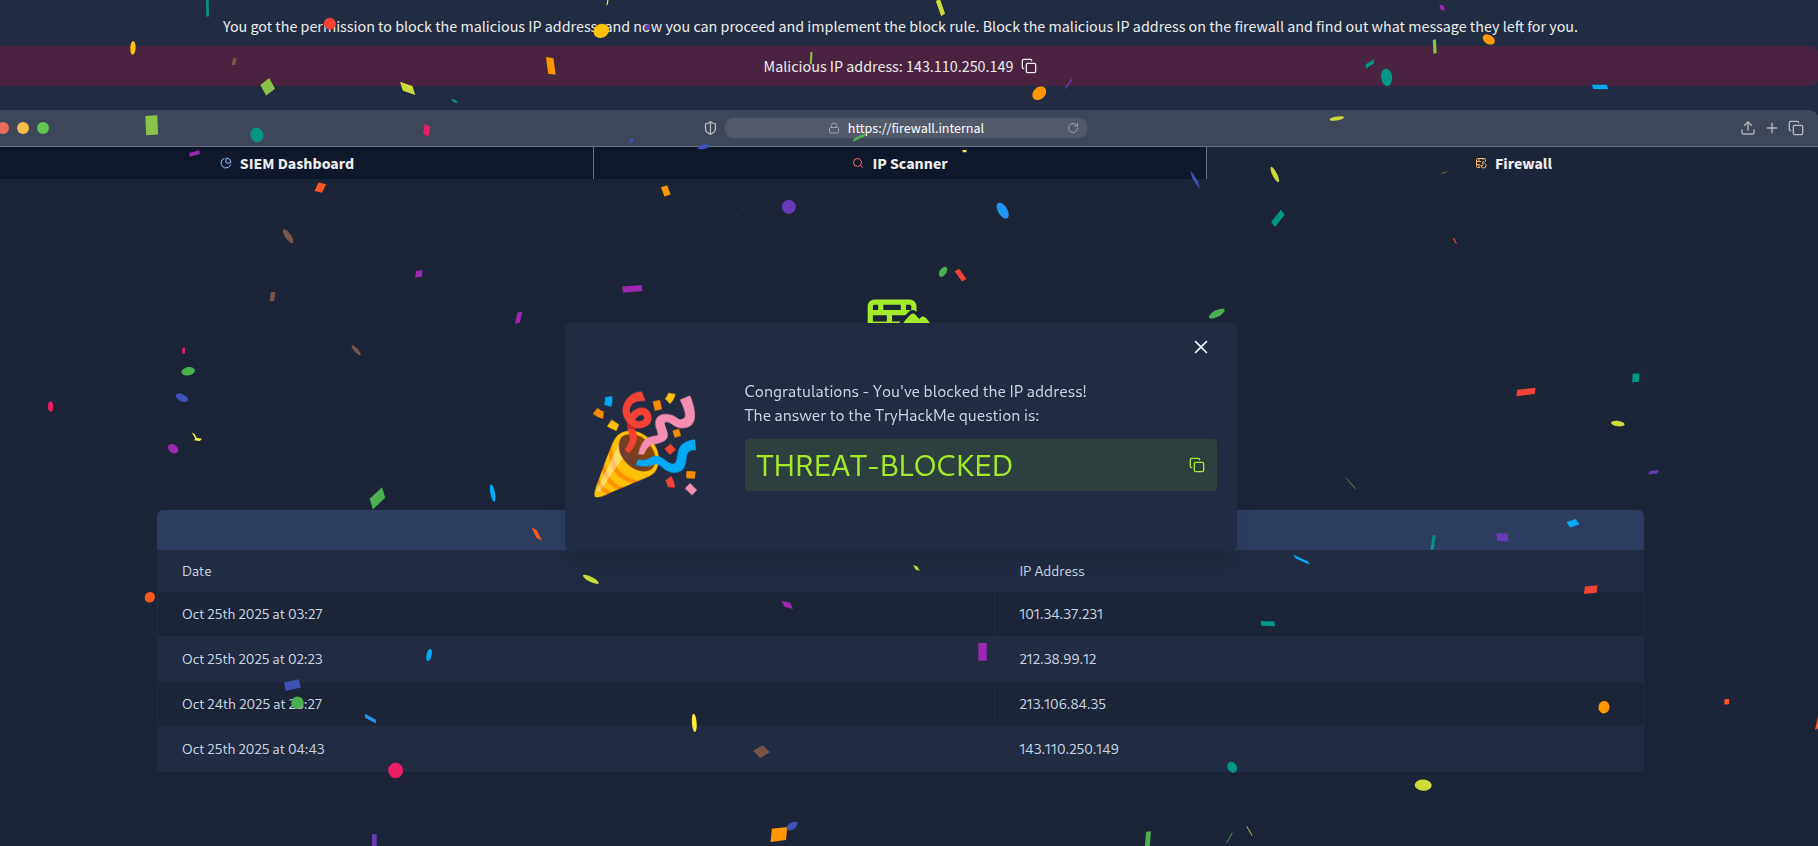 You got the permission to block the malicious IP address, and now you can proceed and implement the block rule. Block the malicious IP address on the firewall and find out what message they left for you.
Malicious IP address: 143.110.250.149
https://firewall.internal
SIEM Dashboard
IP Scanner
Firewall
Congratulations - You've blocked the IP address!
The answer to the TryHackMe question is:
THREAT-BLOCKED
Date IP Address
Oct 25th 2025 at 03:27 101.34.37.231
Oct 25th 2025 at 02:23 212.38.99.12
Oct 24th 2025 at 213.106.84.35
Oct 25th 2025 at 04:43 143.110.250.149